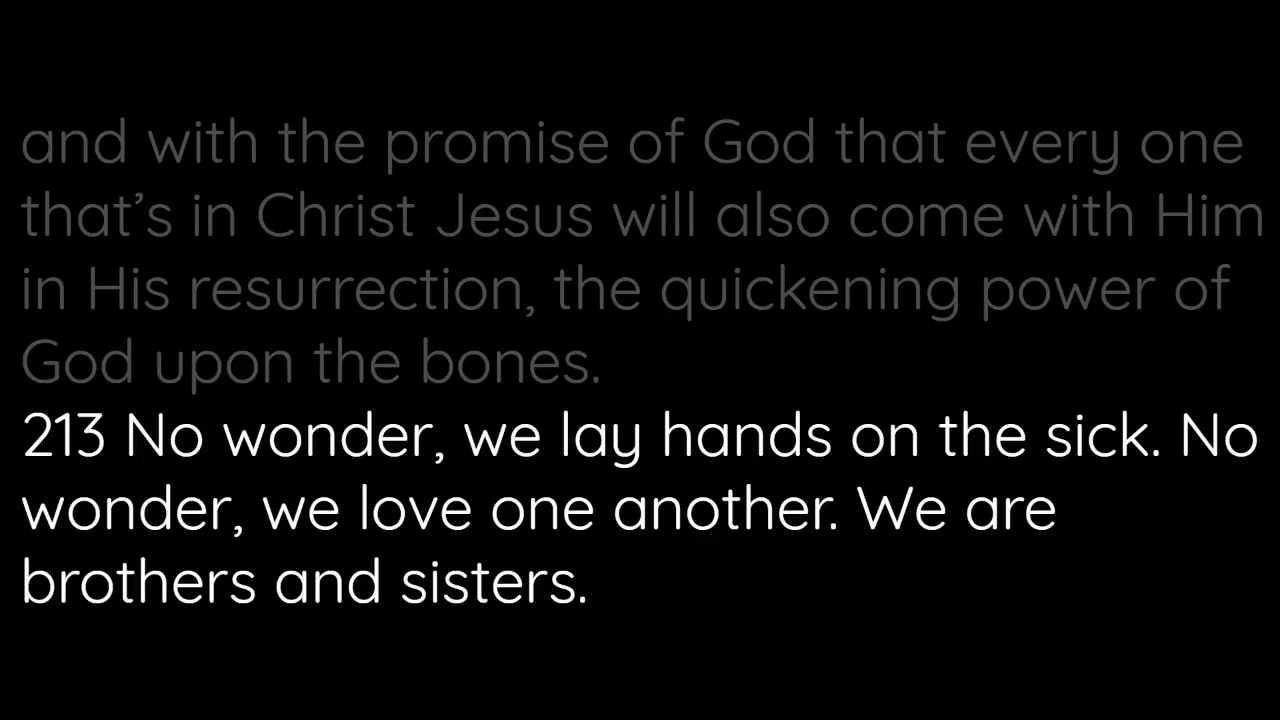 and with the promise of God that every one
that’s in Christ Jesus will also come with Him
in His resurrection, the quickening power of
God upon the bones.
213 No wonder, we lay hands on the sick. No
wonder, we love one another. We are
brothers and sisters.